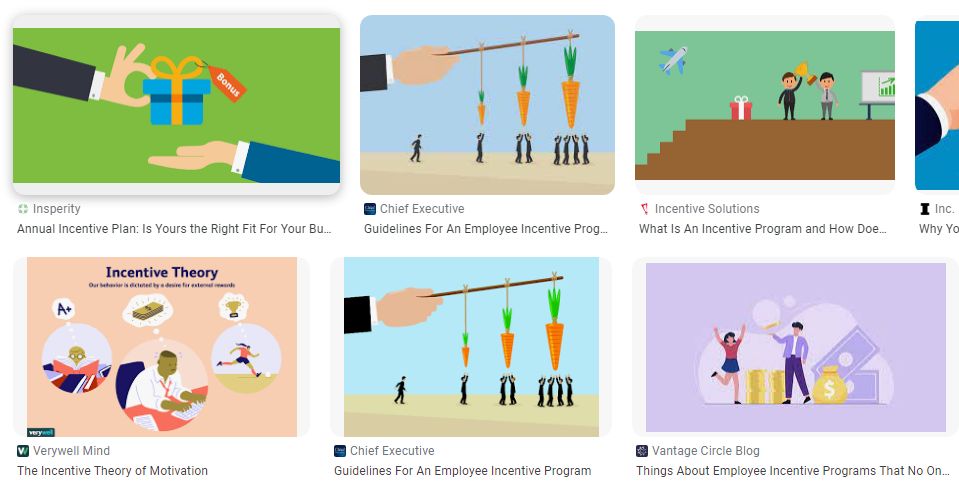 Bonus
Insperity
Chief Executive
Incentive Solutions
Inc.
Annual Incentive Plan: Is Yours the Right Fit For Your Bu...
Guidelines For An Employee Incentive Prog...
What Is An Incentive Program and How Doe...
Why Yo
Incentive Theory
Our behavior is dictated by a desire for external rewards
A+
$
verywell
Verywell Mind
Chief Executive
Vantage Circle Blog
The Incentive Theory of Motivation
Guidelines For An Employee Incentive Program
Things About Employee Incentive Programs That No On...